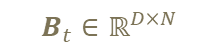 𝑩ₜ ∈ ℝ^{D×N}